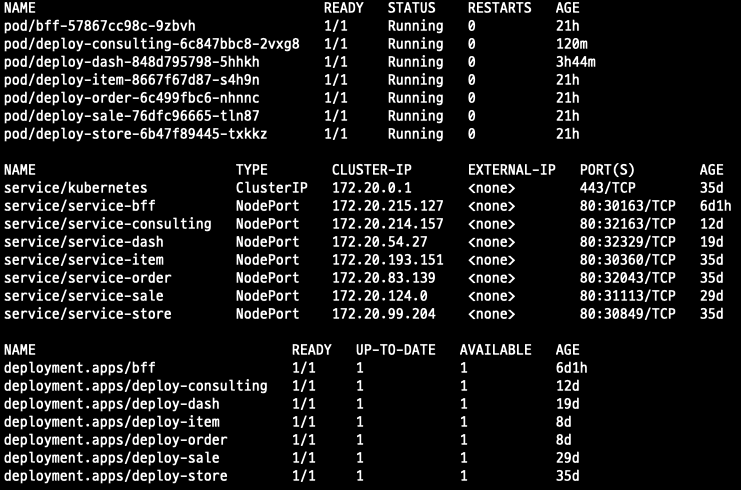 NAME READY STATUS RESTARTS AGE
pod/bff-57867cc98c-9zbvh 1/1 Running 0 21h
pod/deploy-consulting-6c847bbc8-2vxg8 1/1 Running 0 120m
pod/deploy-dash-848d795798-5hhkh 1/1 Running 0 3h44m
pod/deploy-item-8667f67d87-s4h9n 1/1 Running 0 21h
pod/deploy-order-6c499fbc6-nhnnc 1/1 Running 0 21h
pod/deploy-sale-76dfc96665-tln87 1/1 Running 0 21h
pod/deploy-store-6b47f89445-txkkz 1/1 Running 0 21h
NAME TYPE CLUSTER-IP EXTERNAL-IP PORT(S) AGE
service/kubernetes ClusterIP 172.20.0.1 <none> 443/TCP 35d
service/service-bff NodePort 172.20.215.127 <none> 80:30163/TCP 6d1h
service/service-consulting NodePort 172.20.214.157 <none> 80:32163/TCP 12d
service/service-dash NodePort 172.20.54.27 <none> 80:32329/TCP 19d
service/service-item NodePort 172.20.193.151 <none> 80:30360/TCP 35d
service/service-order NodePort 172.20.83.139 <none> 80:32043/TCP 35d
service/service-sale NodePort 172.20.124.0 <none> 80:31113/TCP 29d
service/service-store NodePort 172.20.99.204 <none> 80:30849/TCP 35d
NAME READY UP-TO-DATE AVAILABLE AGE
deployment.apps/bff 1/1 1 1 6d1h
deployment.apps/deploy-consulting 1/1 1 1 12d
deployment.apps/deploy-dash 1/1 1 1 19d
deployment.apps/deploy-item 1/1 1 1 8d
deployment.apps/deploy-order 1/1 1 1 8d
deployment.apps/deploy-sale 1/1 1 1 29d
deployment.apps/deploy-store 1/1 1 1 35d